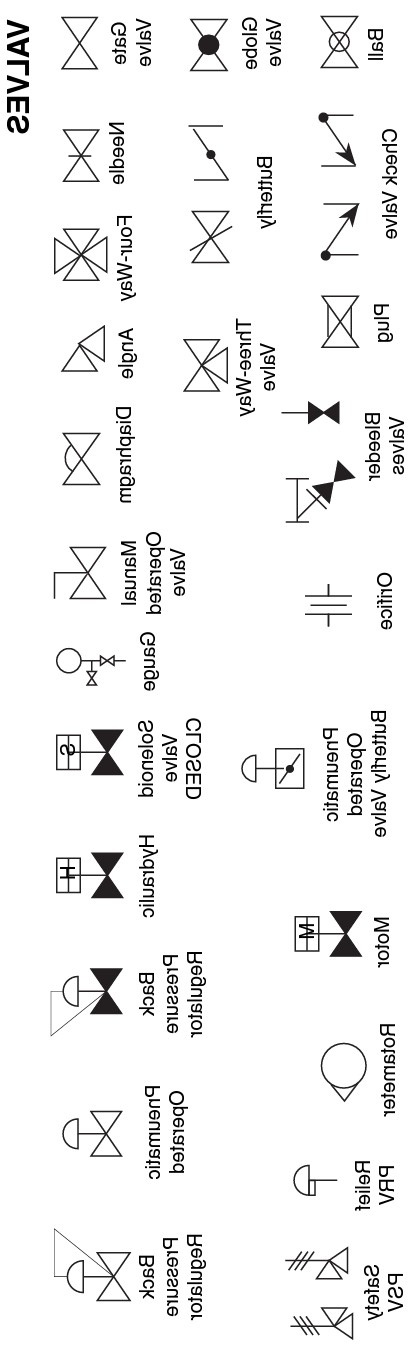 VALVES
Gate
Valve
Needle
Four-Way
Angle
Diaphragm
Manual
Operated
Valve
Gauge
Solenoid
Valve
CLOSED
S
Hydraulic
H
Back
Pressure
Regulator
Pneumatic
Operated
Back
Pressure
Regulator
Globe
Valve
Butterfly
Three-Way
Valve
Ball
Check Valve
Plug
Bleeder
Valves
Orifice
Pneumatic
Operated
Butterfly Valve
Motor
M
Rotameter
Relief
PRV
Safety
PSV